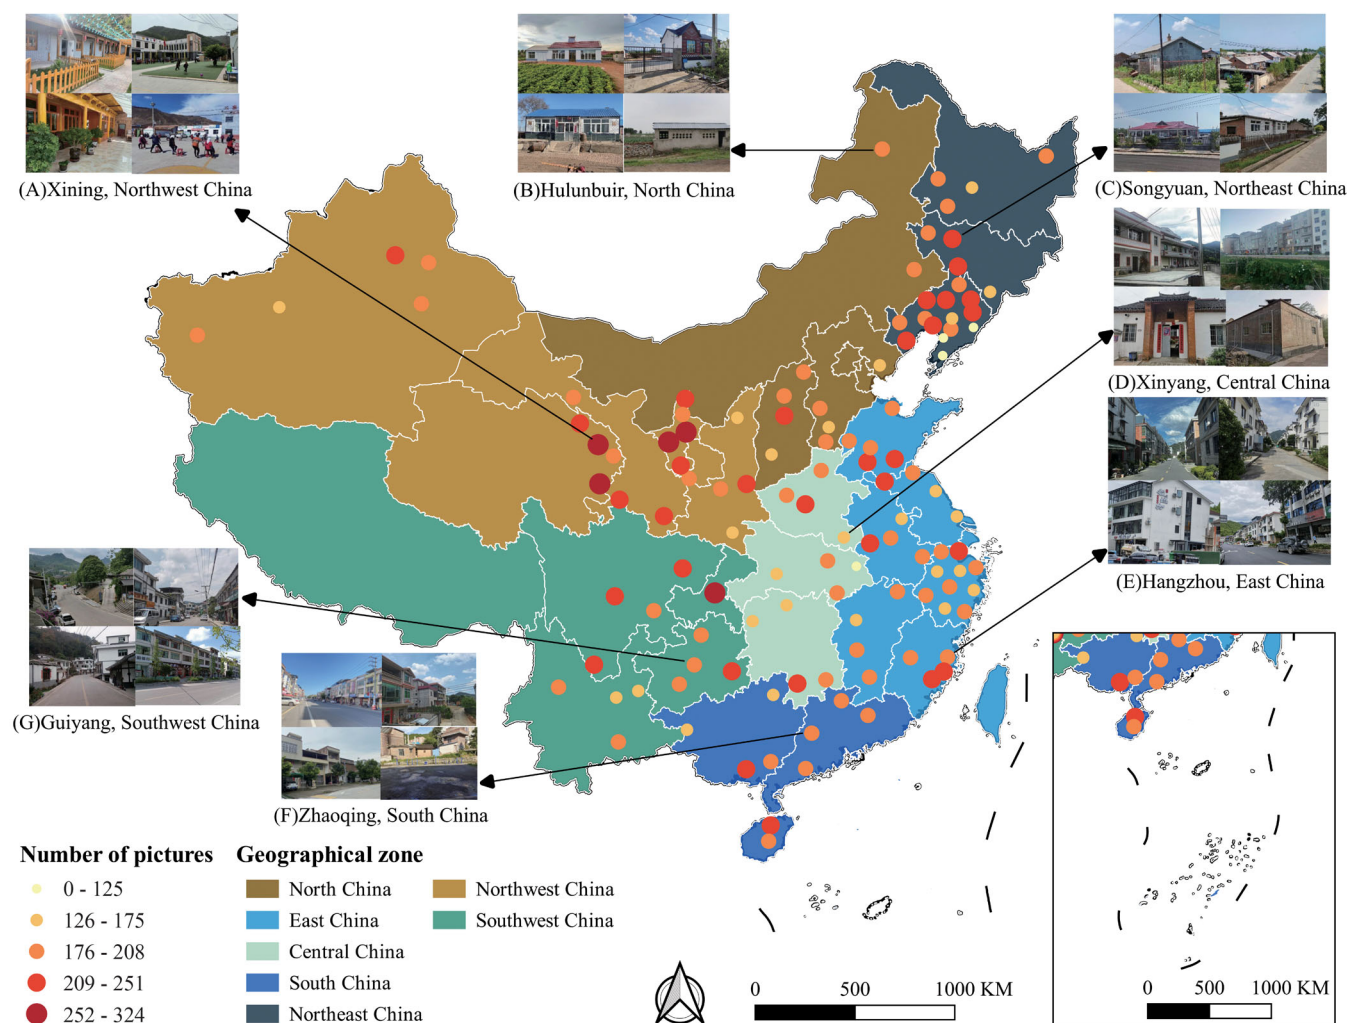 (A)Xining, Northwest China
(B)Hulunbuir, North China
(C)Songyuan, Northeast China
(D)Xinyang, Central China
(E)Hangzhou, East China
(G)Guiyang, Southwest China
(F)Zhaoqing, South China
Number of pictures
0 - 125
126 - 175
176 - 208
209 - 251
252 - 324
Geographical zone
North China
East China
Central China
South China
Northeast China
Northwest China
Southwest China
0 500 1000 KM
0 500 1000 KM